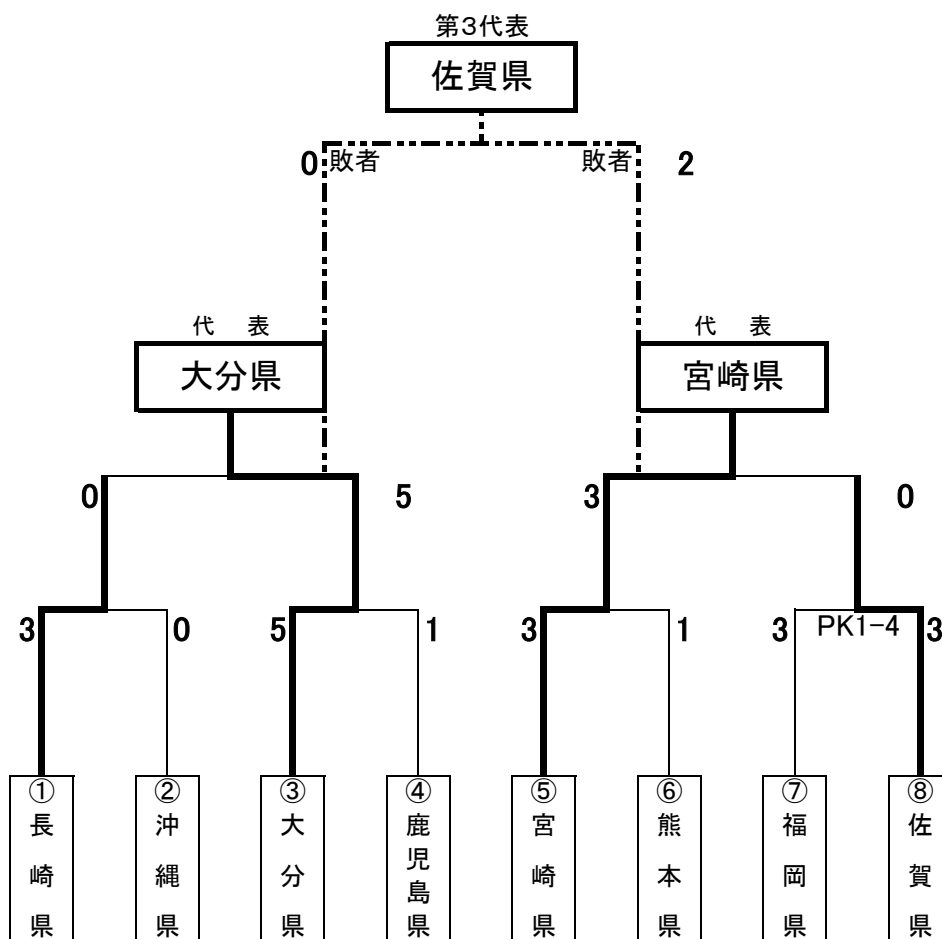 第3代表
佐賀県
0 敗者 敗者 2
代 表 代 表
大分県 宮崎県
0 5 3 0
3 0 5 1 3 1 3 PK1-4 3
① ② ③ ④ ⑤ ⑥ ⑦ ⑧
長崎県
沖縄県
大分県
鹿児島県
宮崎県
熊本県
福岡県
佐賀県